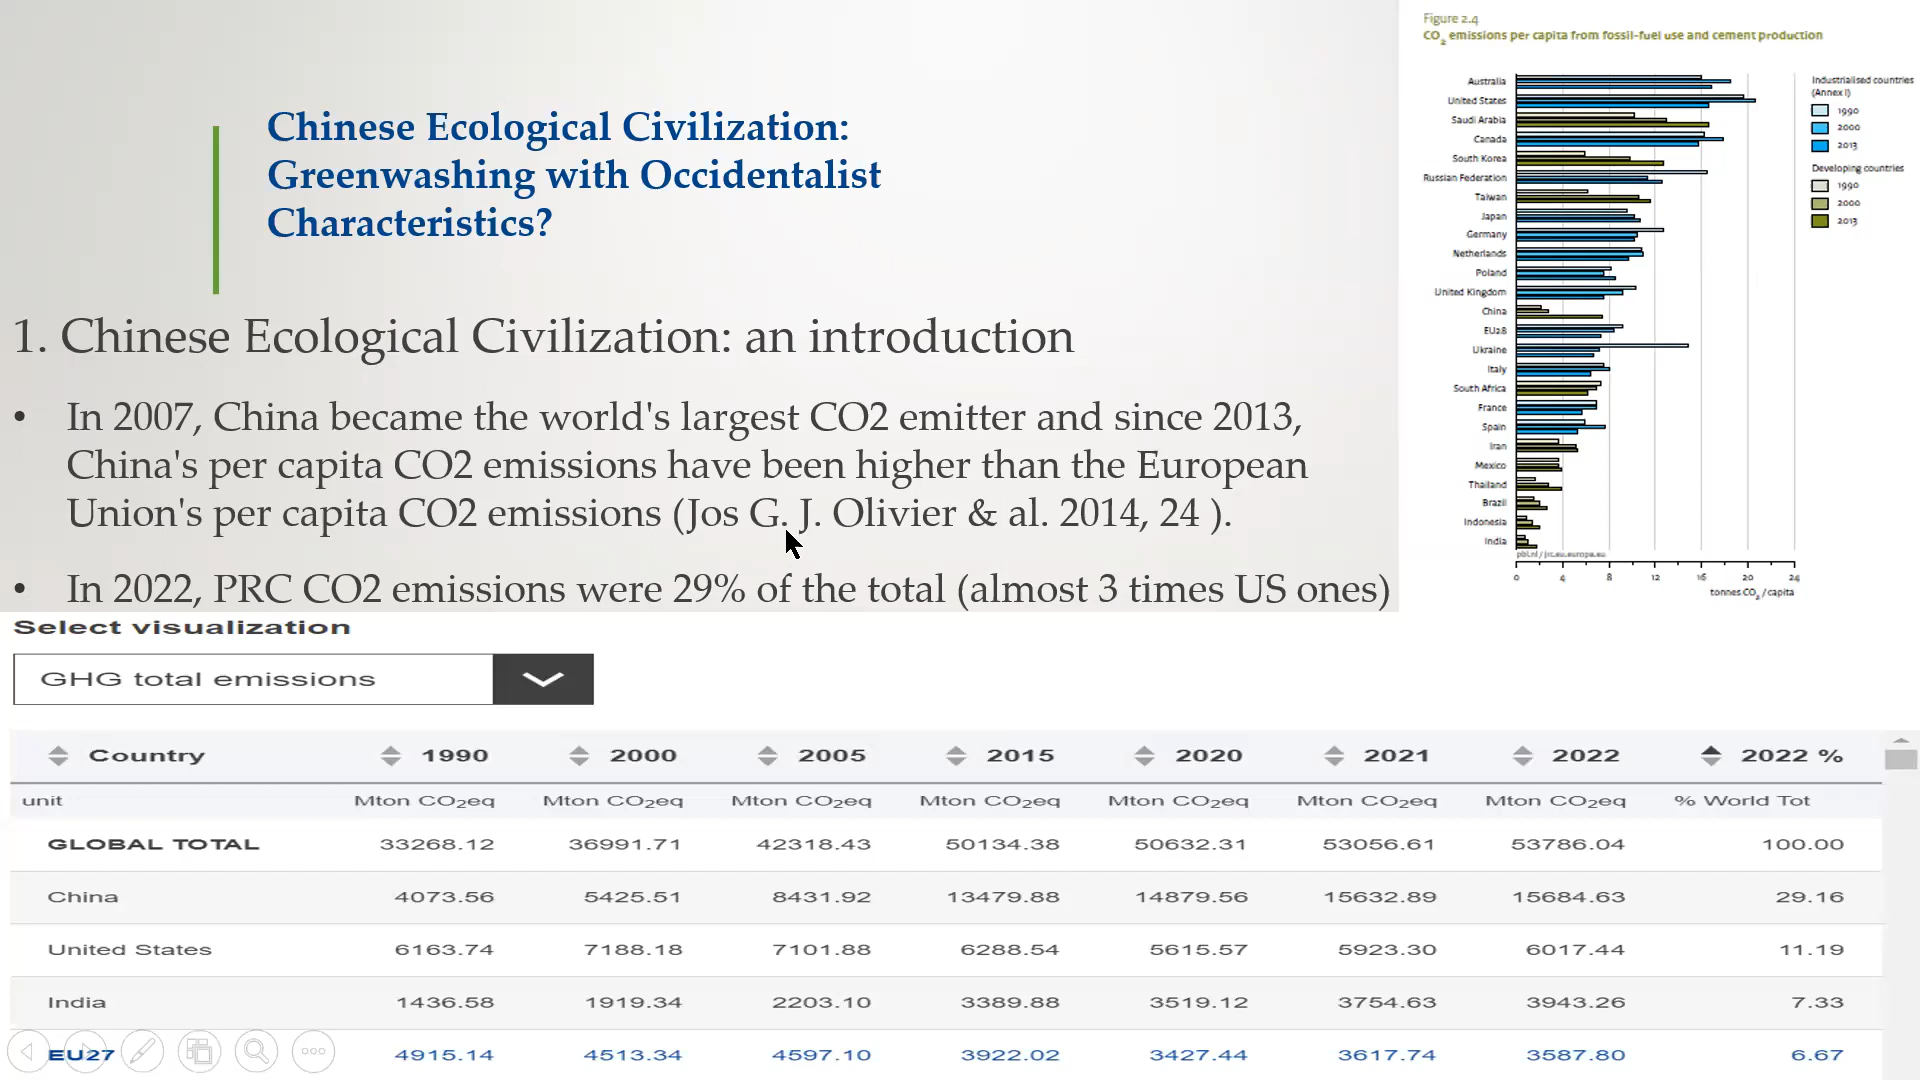 Chinese Ecological Civilization:
Greenwashing with Occidentalist
Characteristics?
1. Chinese Ecological Civilization: an introduction
• In 2007, China became the world's largest CO2 emitter and since 2013,
China's per capita CO2 emissions have been higher than the European
Union's per capita CO2 emissions (Jos G. J. Olivier & al. 2014, 24 ).
• In 2022, PRC CO2 emissions were 29% of the total (almost 3 times US ones)
Figure 2.4
CO2 emissions per capita from fossil-fuel use and cement production
Australia
United States
Saudi Arabia
Canada
South Korea
Russian Federation
Taiwan
Japan
Germany
Netherlands
Poland
United Kingdom
China
EU28
Ukraine
Italy
South Africa
France
Spain
Iran
Mexico
Thailand
Brazil
Indonesia
India
pbl.nl / jrc.eu.europa.eu
0 4 8 12 16 20 24
tonnes CO2 / capita
Industrialised countries
(Annex I)
1990
2000
2013
Developing countries
1990
2000
2013
Select visualization
GHG total emissions
Country 1990 2000 2005 2015 2020 2021 2022 2022 %
unit Mton CO2eq Mton CO2eq Mton CO2eq Mton CO2eq Mton CO2eq Mton CO2eq Mton CO2eq % World Tot
GLOBAL TOTAL 33268.12 36991.71 42318.43 50134.38 50632.31 53056.61 53786.04 100.00
China 4073.56 5425.51 8431.92 13479.88 14879.56 15632.89 15684.63 29.16
United States 6163.74 7188.18 7101.88 6288.54 5615.57 5923.30 6017.44 11.19
India 1436.58 1919.34 2203.10 3389.88 3519.12 3754.63 3943.26 7.33
EU27 4915.14 4513.34 4597.10 3922.02 3427.44 3617.74 3587.80 6.67